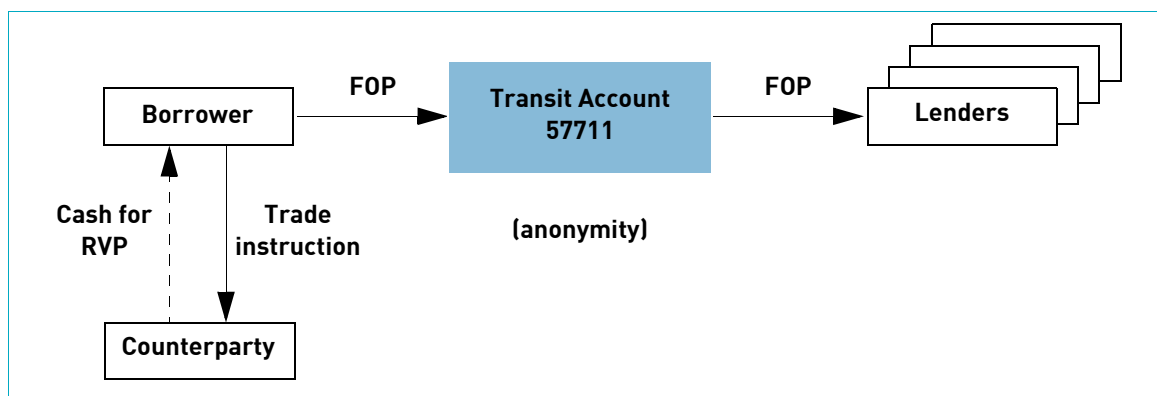 FOP
FOP
Borrower
Transit Account
57711
Lenders
Cash for
RVP
Trade
instruction
(anonymity)
Counterparty